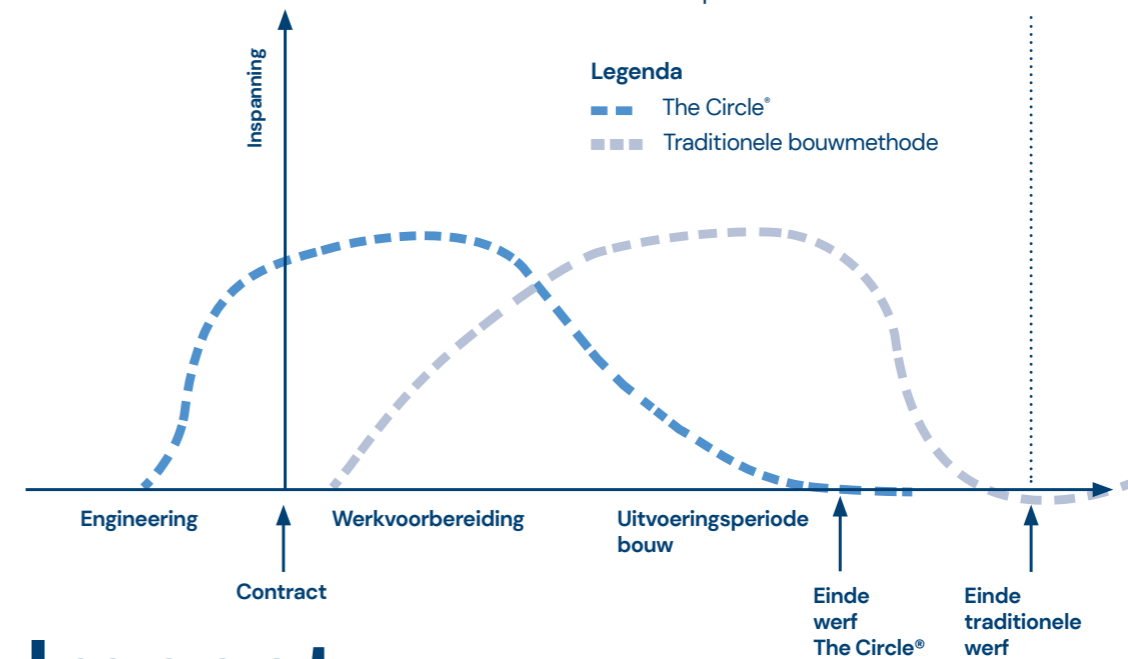 Inspanning
Legenda
The Circle®
Traditionele bouwmethode
Engineering
Werkvoorbereiding
Uitvoeringsperiode
bouw
Contract
Einde
werf
The Circle®
Einde
traditionele
werf